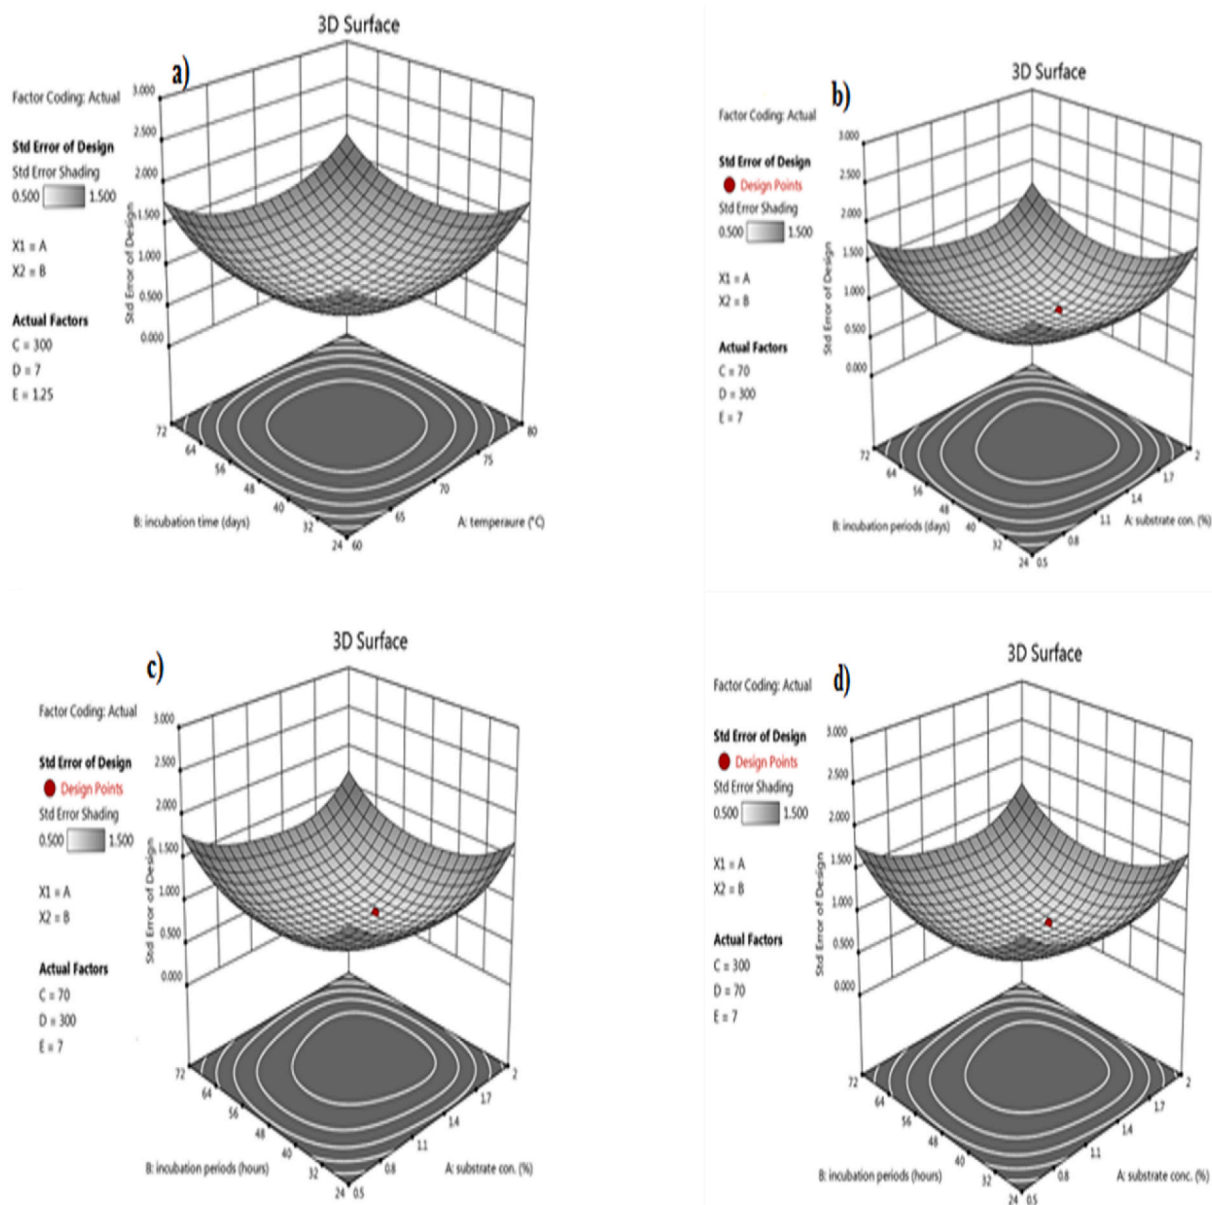 a)
3D Surface
Factor Coding: Actual
Std Error of Design
Std Error Shading
0.500 1.500
X1 = A
X2 = B
Actual Factors
C = 300
D = 7
E = 1.25
Std Error of Design
3.000
2.500
2.000
1.500
1.000
0.500
0.000
72
64
56
48
40
32
24
60
65
70
75
80
B: incubation time (days)
A: temperaure (°C)
b)
3D Surface
Factor Coding: Actual
Std Error of Design
Design Points
Std Error Shading
0.500 1.500
X1 = A
X2 = B
Actual Factors
C = 70
D = 300
E = 7
Std Error of Design
3.000
2.500
2.000
1.500
1.000
0.500
0.000
72
64
56
48
40
32
24
0.5
0.8
1.1
1.4
1.7
2
B: incubation periods (days)
A: substrate con. (%)
c)
3D Surface
Factor Coding: Actual
Std Error of Design
Design Points
Std Error Shading
0.500 1.500
X1 = A
X2 = B
Actual Factors
C = 70
D = 300
E = 7
Std Error of Design
3.000
2.500
2.000
1.500
1.000
0.500
0.000
72
64
56
48
40
32
24
0.5
0.8
1.1
1.4
1.7
2
B: incubation periods (hours)
A: substrate con. (%)
d)
3D Surface
Factor Coding: Actual
Std Error of Design
Design Points
Std Error Shading
0.500 1.500
X1 = A
X2 = B
Actual Factors
C = 300
D = 70
E = 7
Std Error of Design
3.000
2.500
2.000
1.500
1.000
0.500
0.000
72
64
56
48
40
32
24
0.5
0.8
1.1
1.4
1.7
2
B: incubation periods (hours)
A: substrate conc. (%)